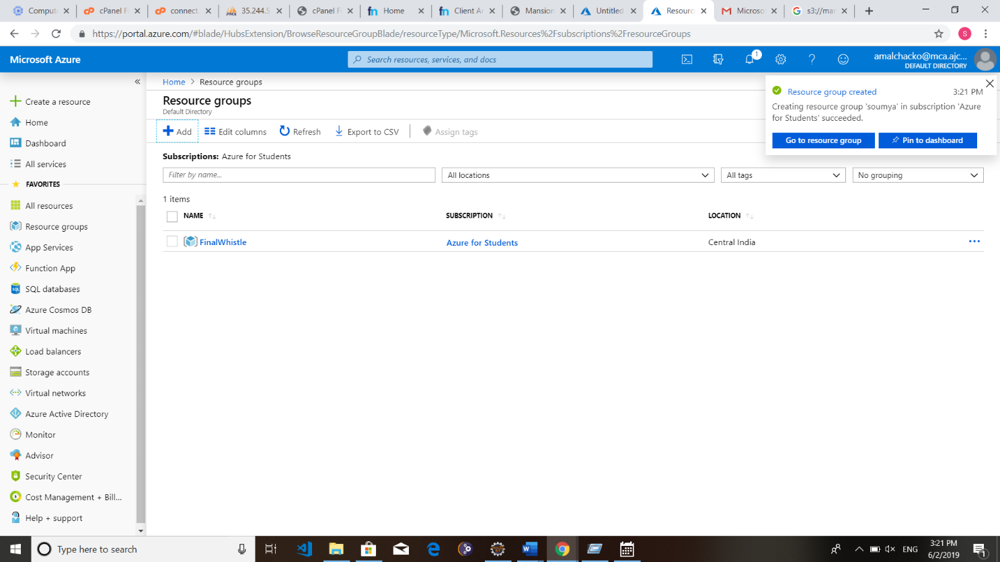 Computi
cPanel Fi
connect.
35.244.5
cPanel Fi
Home
Client Ar
Mansion
Untitled
Resourc
Microso
s3://mar
https://portal.azure.com/#blade/HubsExtension/BrowseResourceGroupBlade/resourceType/Microsoft.Resources%2Fsubscriptions%2FresourceGroups
S
Microsoft Azure
Search resources, services, and docs
1
amalchacko@mca.ajc...
DEFAULT DIRECTORY
Create a resource
Home
Dashboard
All services
FAVORITES
All resources
Resource groups
App Services
Function App
SQL databases
Azure Cosmos DB
Virtual machines
Load balancers
Storage accounts
Virtual networks
Azure Active Directory
Monitor
Advisor
Security Center
Cost Management + Bill...
Help + support
Home > Resource groups
Resource groups
Default Directory
Add Edit columns Refresh Export to CSV Assign tags
Subscriptions: Azure for Students
Filter by name... All locations All tags No grouping
1 items
NAME SUBSCRIPTION LOCATION
FinalWhistle Azure for Students Central India
Resource group created 3:21 PM
Creating resource group 'soumya' in subscription 'Azure
for Students' succeeded.
Go to resource group Pin to dashboard
Type here to search
ENG
3:21 PM
6/2/2019
1